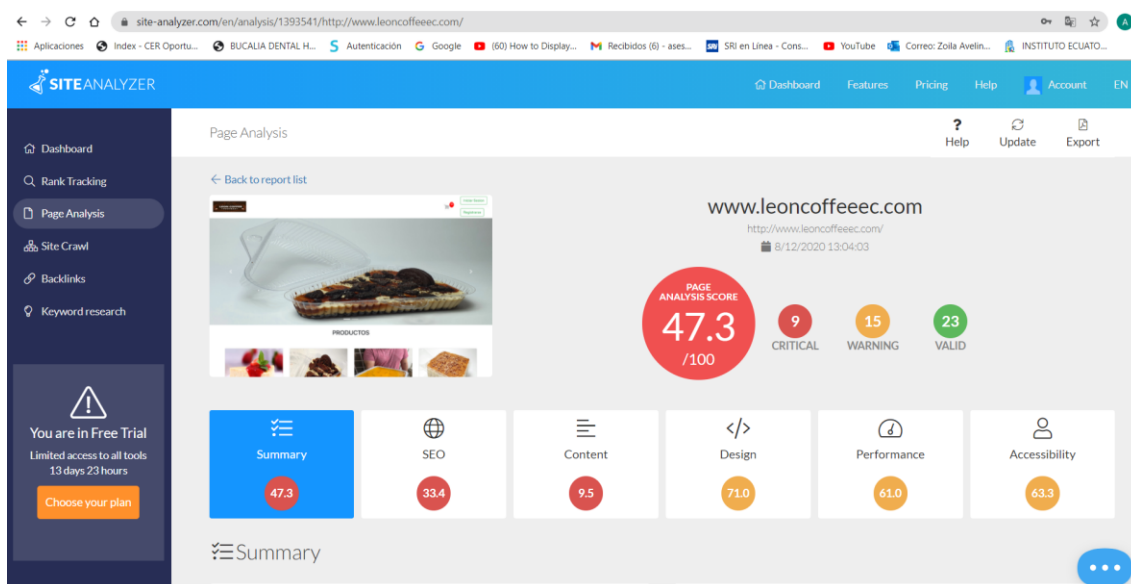 site-analyzer.com/en/analysis/1393541/http://www.leoncoffeeec.com/
Aplicaciones Index - CER Oportu... BUCALIA DENTAL H... Autenticación Google (60) How to Display... Recibidos (6) - ases... SRI en Línea - Cons... YouTube Correo: Zoila Avelin... INSTITUTO ECUATO...
SITEANALYZER
Dashboard Features Pricing Help Account EN
Dashboard
Rank Tracking
Page Analysis
Site Crawl
Backlinks
Keyword research
You are in Free Trial
Limited access to all tools
13 days 23 hours
Choose your plan
Page Analysis
? Help Update Export
← Back to report list
PRODUCTOS
www.leoncoffeeec.com
http://www.leoncoffeeec.com/
8/12/2020 13:04:03
PAGE
ANALYSIS SCORE
47.3
/100
9 15 23
CRITICAL WARNING VALID
Summary SEO Content Design Performance Accessibility
47.3 33.4 9.5 71.0 61.0 63.3
Summary